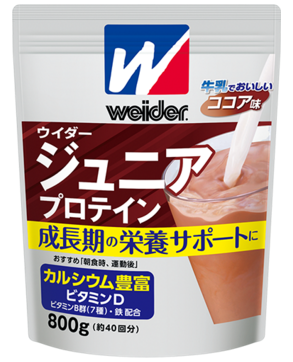 W
weider
牛乳でおいしい
ココア味
ウイダー
ジュニア
プロテイン
成長期の栄養サポートに
おすすめ「朝食時、運動後」
カルシウム豊富
ビタミンD
ビタミンB群(7種)・鉄 配合
800g(約40回分)